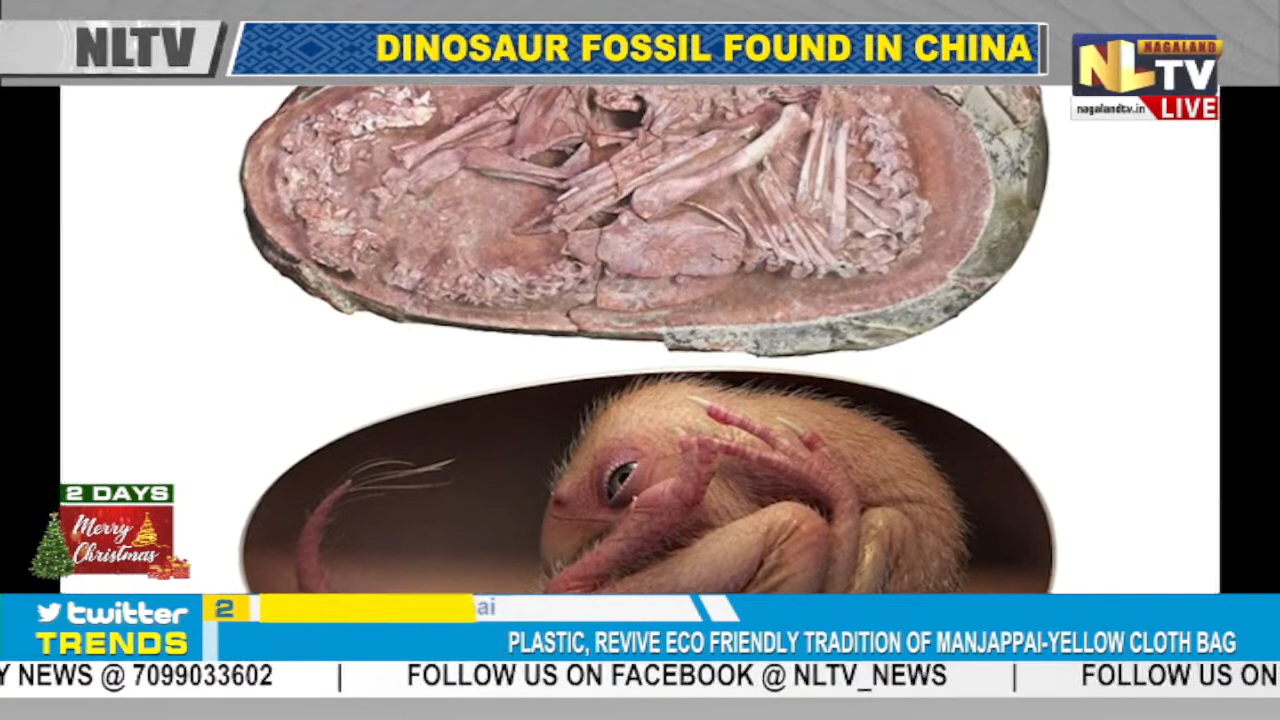 NLTV
DINOSAUR FOSSIL FOUND IN CHINA
NAGALAND
NLTV
nagalandtv.in
LIVE
2 DAYS
Merry
Christmas
twitter
TRENDS
2
ai
PLASTIC, REVIVE ECO FRIENDLY TRADITION OF MANJAPPAI-YELLOW CLOTH BAG
Y NEWS @ 7099033602 | FOLLOW US ON FACEBOOK @ NLTV_NEWS | FOLLOW US ON